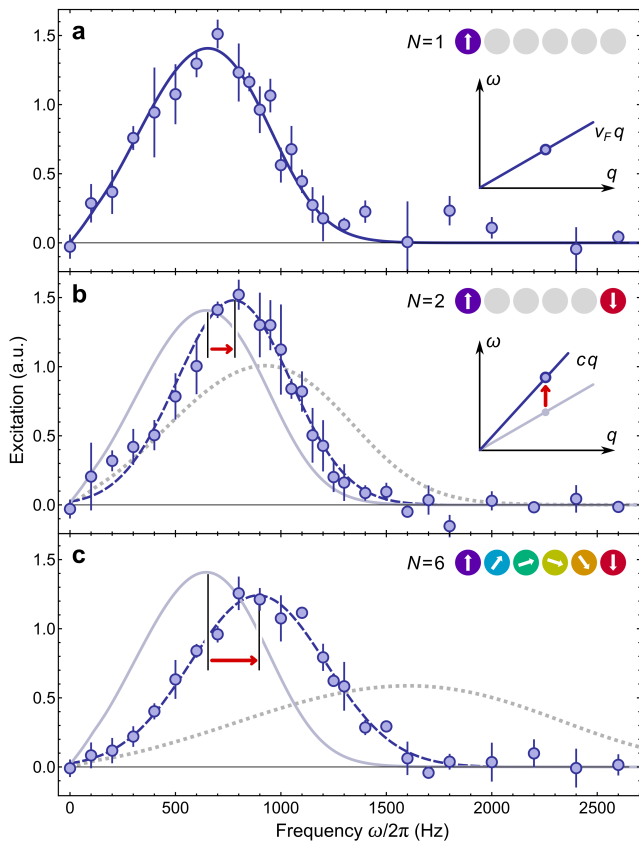 a
N=1
ω
v_F q
q
1.5
1.0
0.5
0.0
b
N=2
ω
cq
q
1.5
1.0
0.5
0.0
Excitation (a.u.)
c
N=6
1.5
1.0
0.5
0.0
0 500 1000 1500 2000 2500
Frequency ω/2π (Hz)